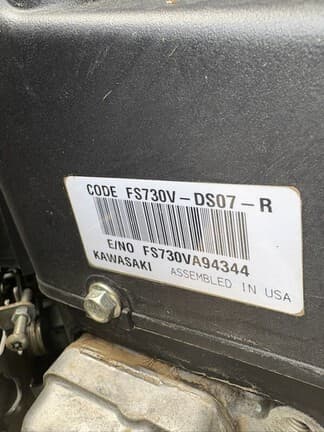 CODE FS730V-DS07-R
E/NO FS730VA94344
KAWASAKI ASSEMBLED IN USA